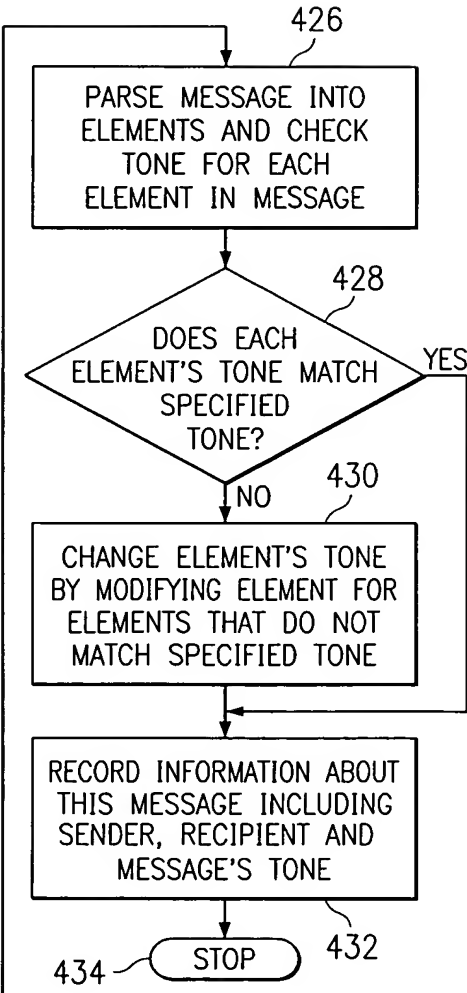 426
PARSE MESSAGE INTO
ELEMENTS AND CHECK
TONE FOR EACH
ELEMENT IN MESSAGE
428
DOES EACH
ELEMENT'S TONE MATCH
SPECIFIED
TONE?
YES
NO
430
CHANGE ELEMENT'S TONE
BY MODIFYING ELEMENT FOR
ELEMENTS THAT DO NOT
MATCH SPECIFIED TONE
RECORD INFORMATION ABOUT
THIS MESSAGE INCLUDING
SENDER, RECIPIENT AND
MESSAGE'S TONE
432
434
STOP